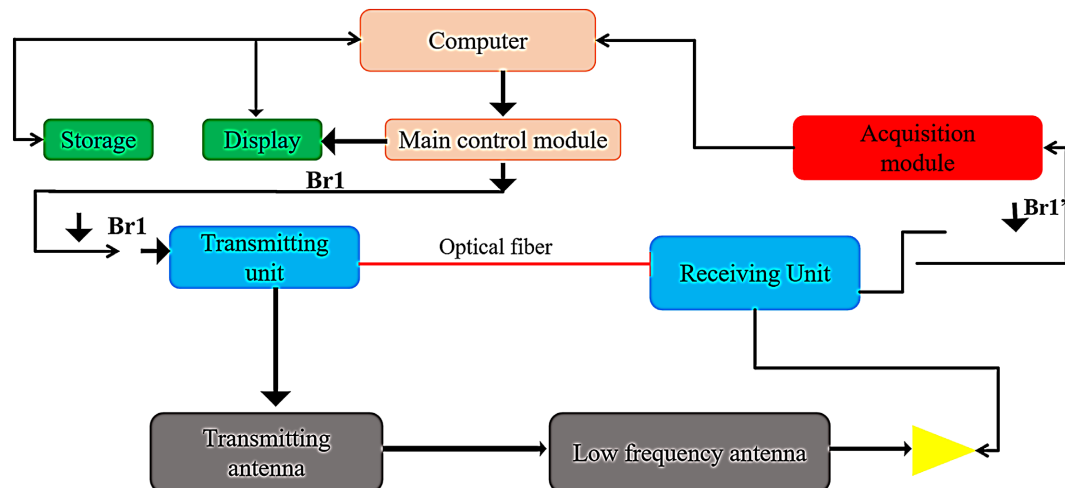 Computer
Storage
Display
Main control module
Acquisition
module
Br1
Br1
Br1’
Transmitting
unit
Optical fiber
Receiving Unit
Transmitting
antenna
Low frequency antenna